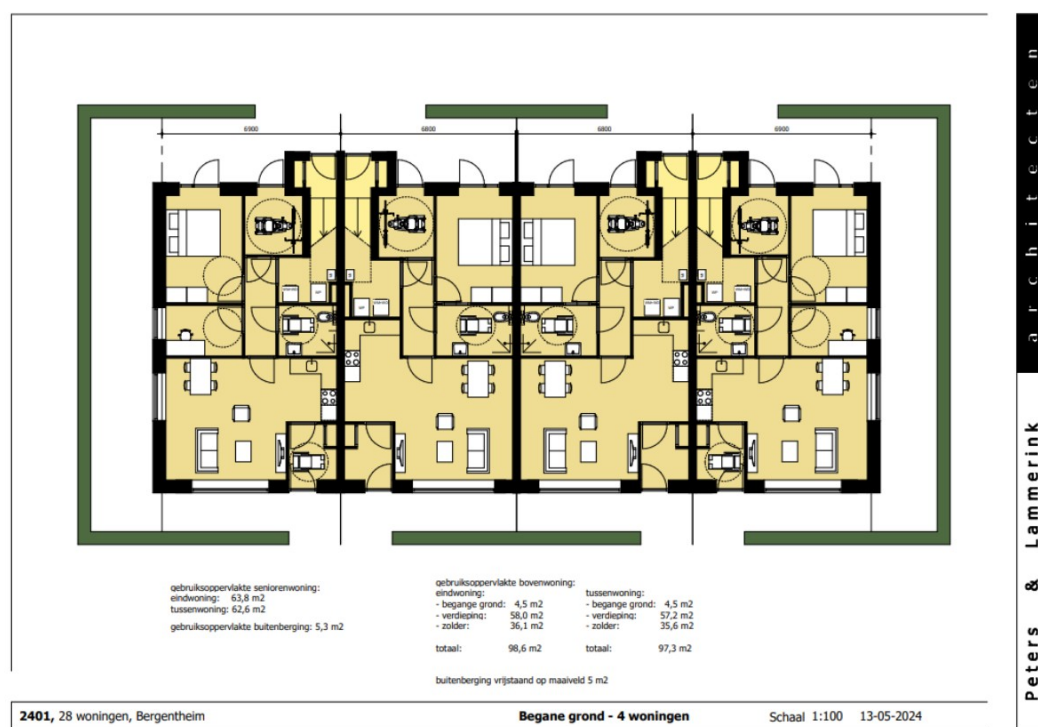 6900 6800 6800 6900
gebruiksoppervlakte seniorenwoning:
eindwoning: 63,8 m2
tussenwoning: 62,6 m2
gebruiksoppervlakte buitenberging: 5,3 m2
gebruiksoppervlakte bovenwoning:
eindwoning:
- begange grond: 4,5 m2
- verdieping: 58,0 m2
- zolder: 36,1 m2
totaal: 98,6 m2
tussenwoning:
- begange grond: 4,5 m2
- verdieping: 57,2 m2
- zolder: 35,6 m2
totaal: 97,3 m2
buitenberging vrijstaand op maaiveld 5 m2
2401, 28 woningen, Bergentheim
Begane grond - 4 woningen
Schaal 1:100 13-05-2024
Peters & Lammerink architecten